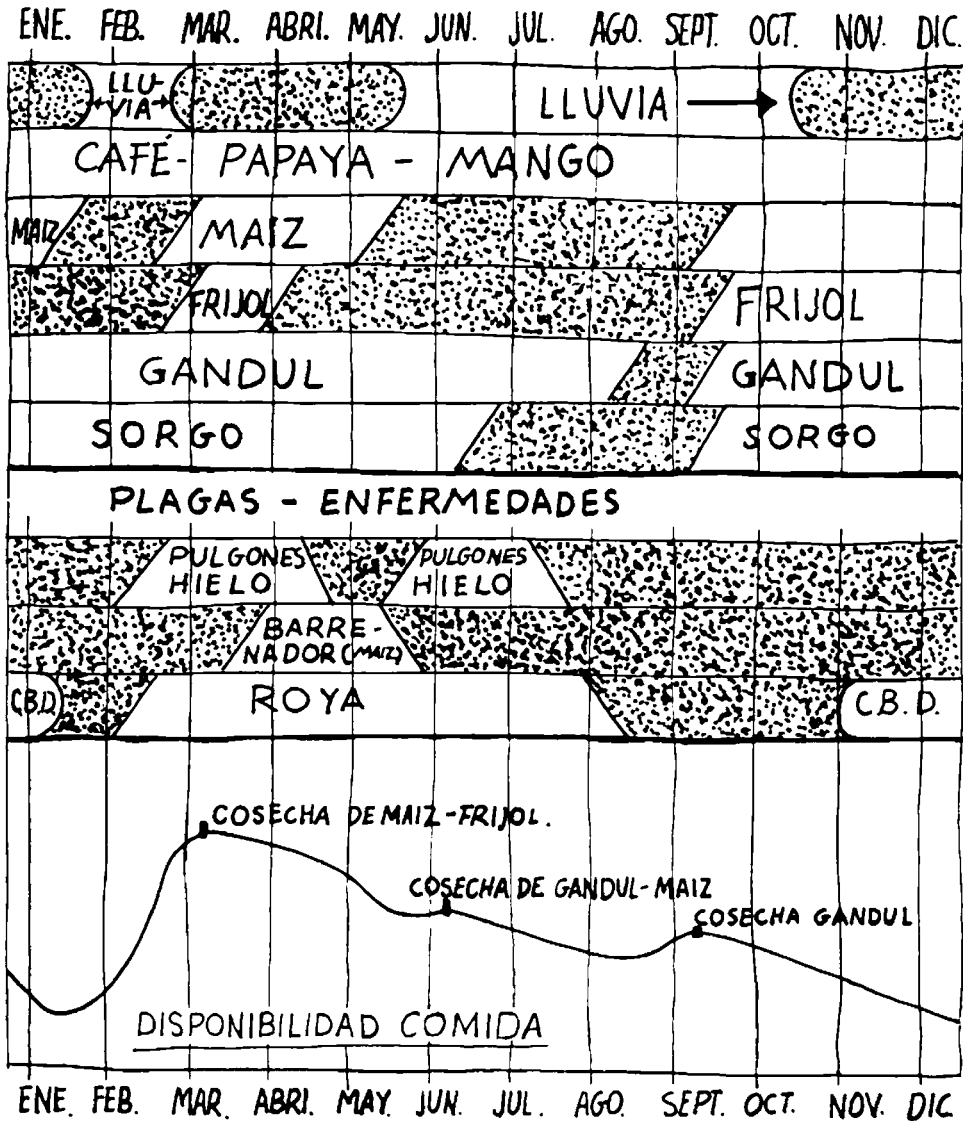 ENE. FEB. MAR. ABRI. MAY. JUN. JUL. AGO. SEPT. OCT. NOV. DIC.
LLU-
VIA
LLUVIA
CAFÉ - PAPAYA - MANGO
MAIZ MAIZ
FRIJOL FRIJOL
GANDUL GANDUL
SORGO SORGO
PLAGAS - ENFERMEDADES
PULGONES PULGONES
HIELO HIELO
BARRE-
NADOR (MAIZ)
C.B.D. ROYA C.B.D.
COSECHA DE MAIZ-FRIJOL.
COSECHA DE GANDUL-MAIZ
COSECHA GANDUL
DISPONIBILIDAD COMIDA
ENE. FEB. MAR. ABRI. MAY. JUN. JUL. AGO. SEPT. OCT. NOV. DIC.